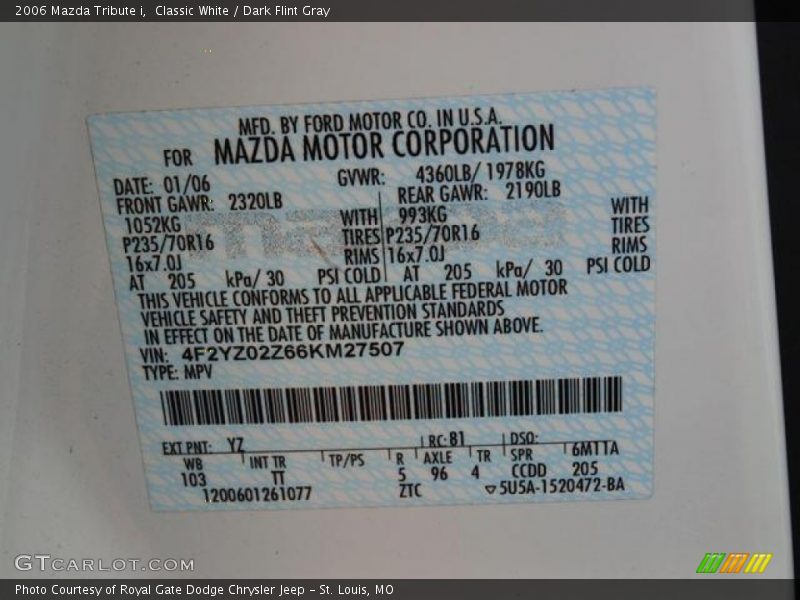 2006 Mazda Tribute i,  Classic White / Dark Flint Gray
MFD. BY FORD MOTOR CO. IN U.S.A.
FOR MAZDA MOTOR CORPORATION
DATE: 01/06 GVWR: 4360LB/ 1978KG
FRONT GAWR: 2320LB REAR GAWR: 2190LB
1052KG WITH 993KG WITH
P235/70R16 TIRES P235/70R16 TIRES
16x7.0J RIMS 16x7.0J RIMS
AT 205 kPa/ 30 PSI COLD AT 205 kPa/ 30 PSI COLD
THIS VEHICLE CONFORMS TO ALL APPLICABLE FEDERAL MOTOR
VEHICLE SAFETY AND THEFT PREVENTION STANDARDS
IN EFFECT ON THE DATE OF MANUFACTURE SHOWN ABOVE.
VIN: 4F2YZ02Z66KM27507
TYPE: MPV
EXT PNT: YZ RC: 81 DSO:
WB INT TR TP/PS R AXLE TR SPR 6MTTA
103 TT 5 96 4 CCDD 205
1200601261077 ZTC ▽5U5A-1520472-BA
GTCARLOT.COM
Photo Courtesy of Royal Gate Dodge Chrysler Jeep - St. Louis, MO